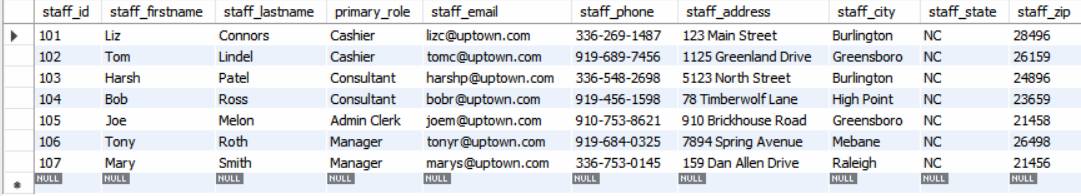 staff_id staff_firstname staff_lastname primary_role staff_email staff_phone staff_address staff_city staff_state staff_zip
101 Liz Connors Cashier lizc@uptown.com 336-269-1487 123 Main Street Burlington NC 28496
102 Tom Lindel Cashier tomc@uptown.com 919-689-7456 1125 Greenland Drive Greensboro NC 26159
103 Harsh Patel Consultant harshp@uptown.com 336-548-2698 5123 North Street Burlington NC 24896
104 Bob Ross Consultant bobr@uptown.com 919-456-1598 78 Timberwolf Lane High Point NC 23659
105 Joe Melon Admin Clerk joem@uptown.com 910-753-8621 910 Brickhouse Road Greensboro NC 21458
106 Tony Roth Manager tonyr@uptown.com 919-684-0325 7894 Spring Avenue Mebane NC 26498
107 Mary Smith Manager marys@uptown.com 336-753-0145 159 Dan Allen Drive Raleigh NC 21456
NULL NULL NULL NULL NULL NULL NULL NULL NULL NULL